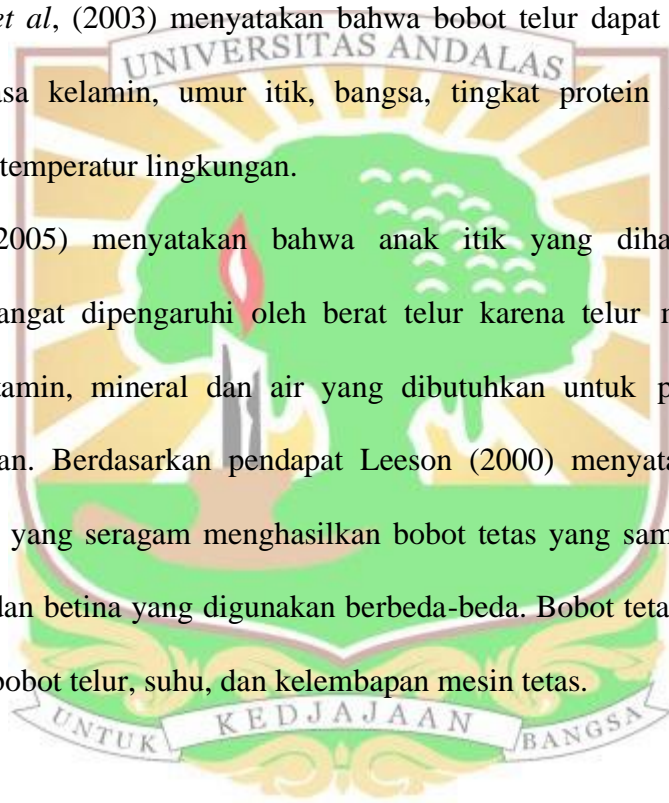 et al, (2003) menyatakan bahwa bobot telur dapat
UNIVERSITAS ANDALAS
asa kelamin, umur itik, bangsa, tingkat protein
temperatur lingkungan.
2005) menyatakan bahwa anak itik yang diha
angat dipengaruhi oleh berat telur karena telur
tamin, mineral dan air yang dibutuhkan untuk p
an. Berdasarkan pendapat Leeson (2000) menyata
yang seragam menghasilkan bobot tetas yang sam
dan betina yang digunakan berbeda-beda. Bobot teta
bobot telur, suhu, dan kelembapan mesin tetas.
UNTUK KEDJAJAAN BANGSA